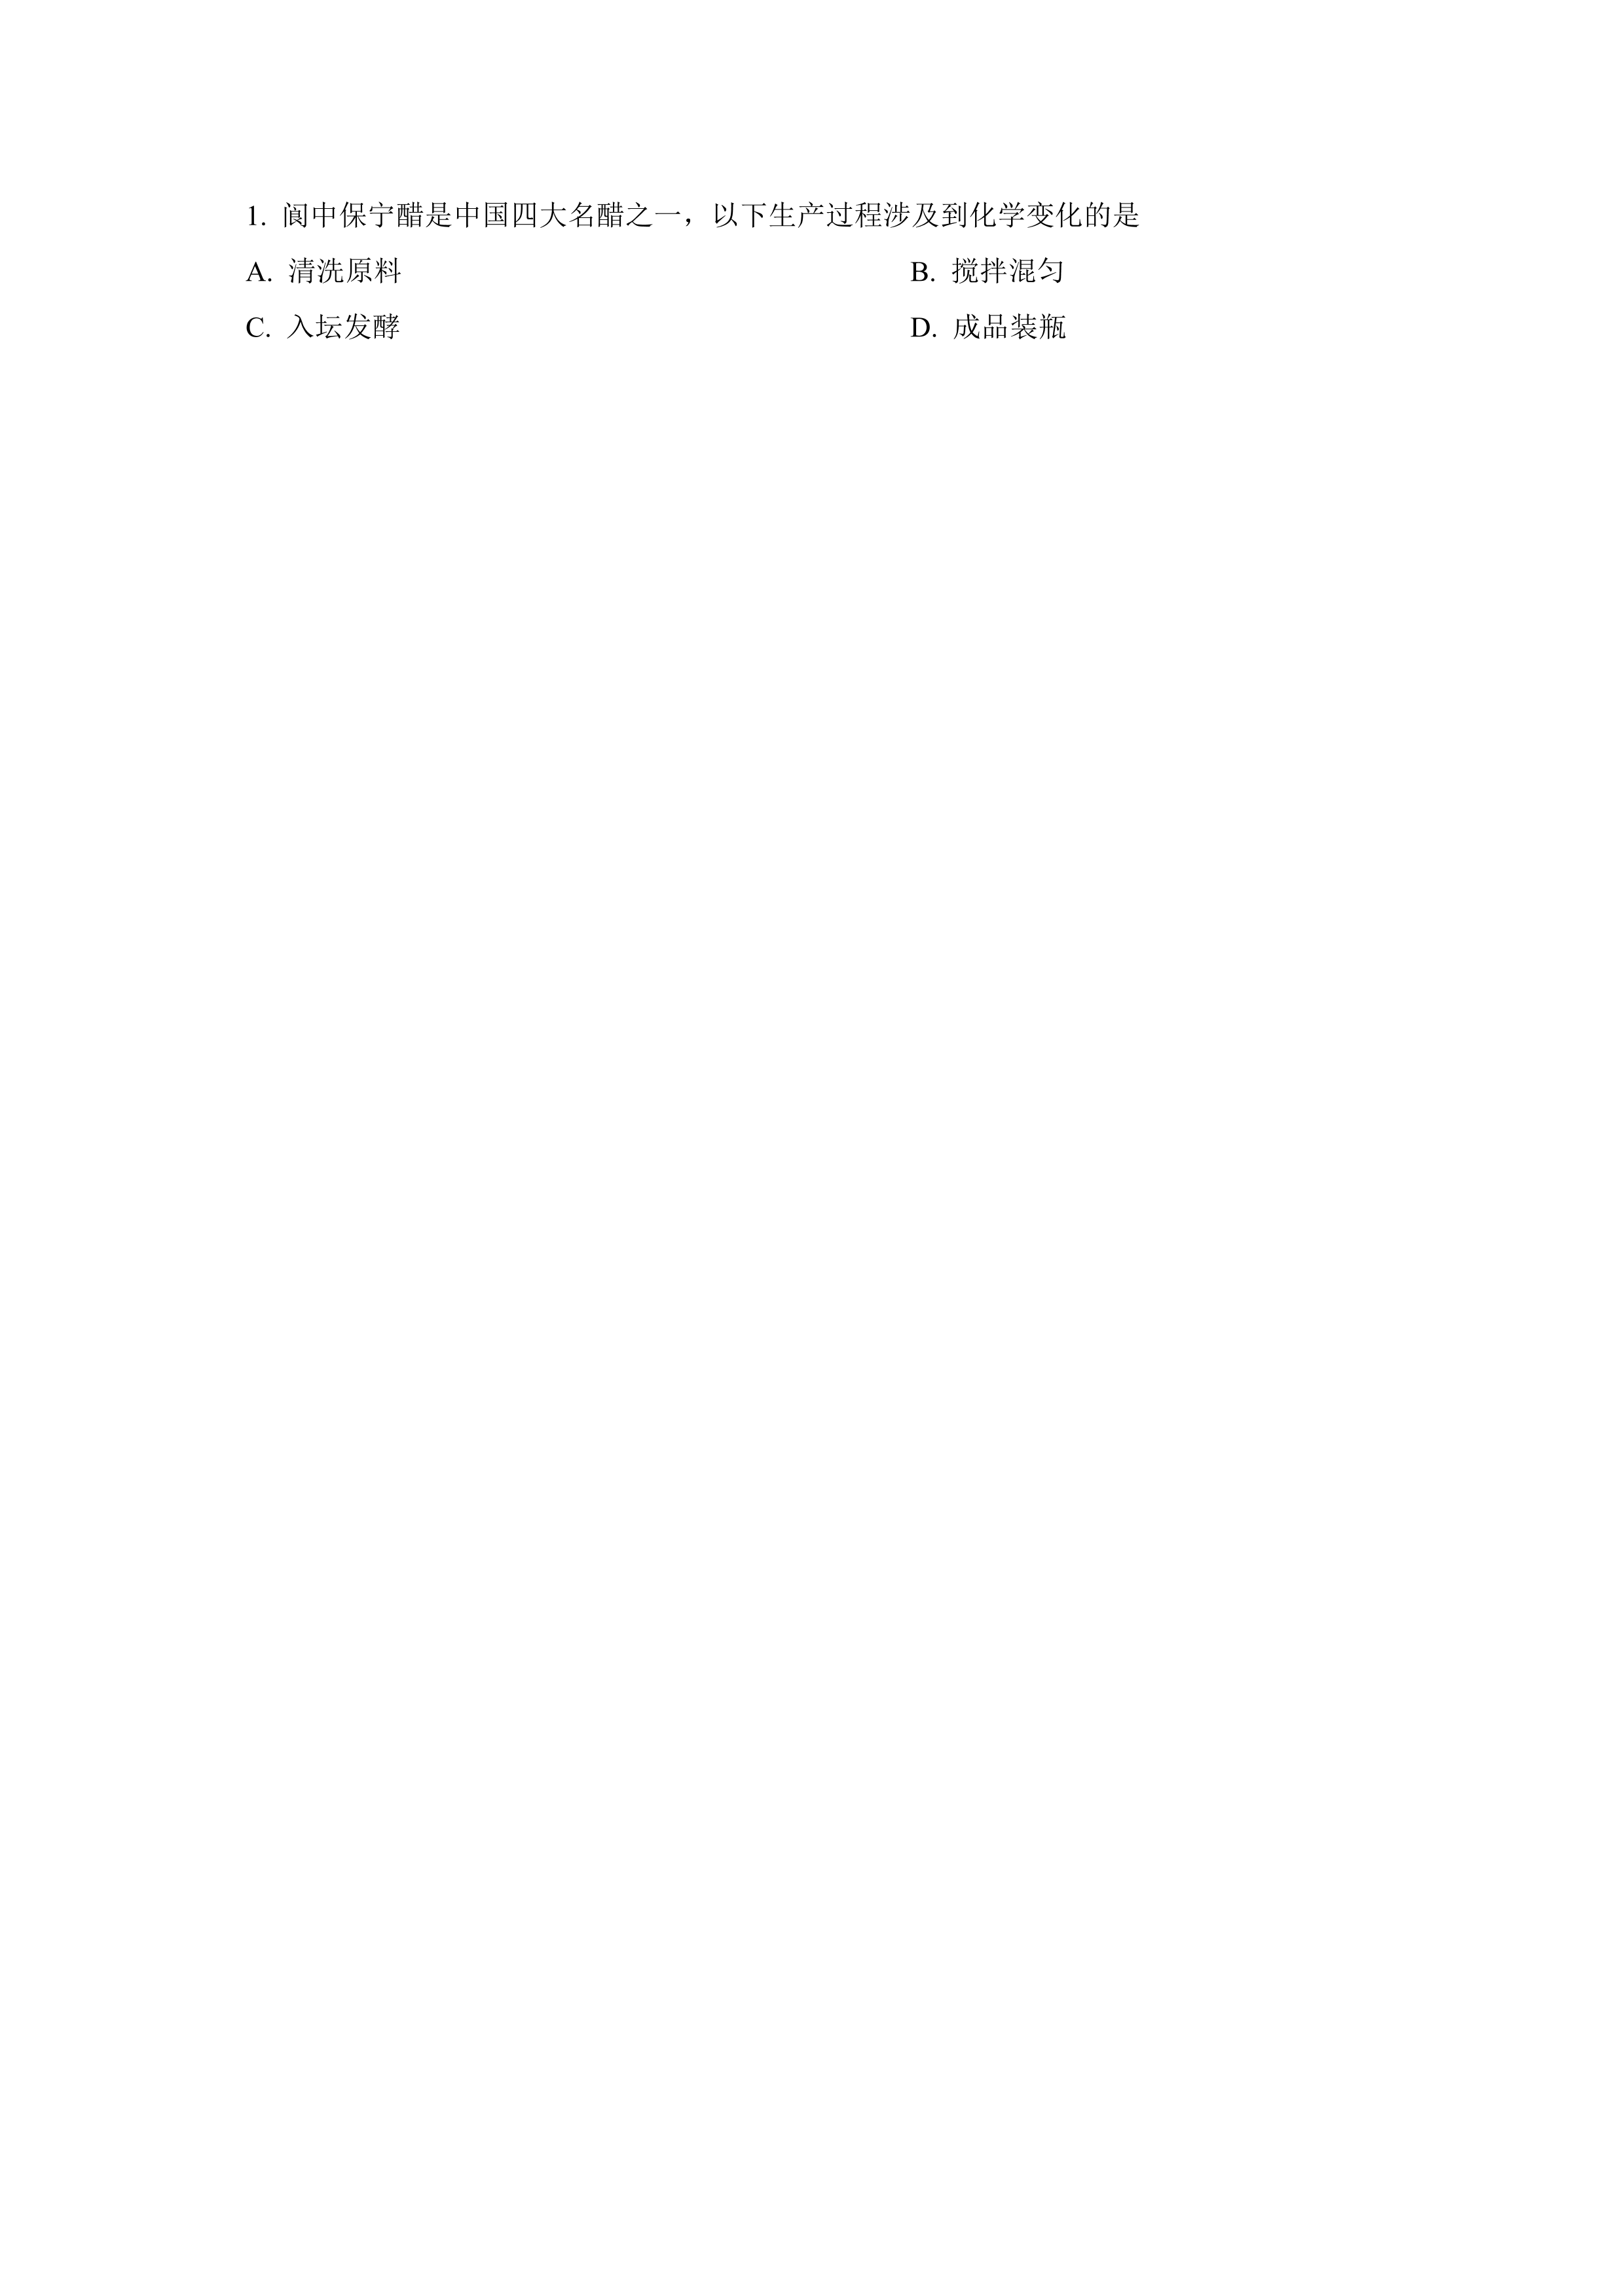 1. 阆中保宁醋是中国四大名醋之一，以下生产过程涉及到化学变化的是
A. 清洗原料 B. 搅拌混匀
C. 入坛发酵 D. 成品装瓶